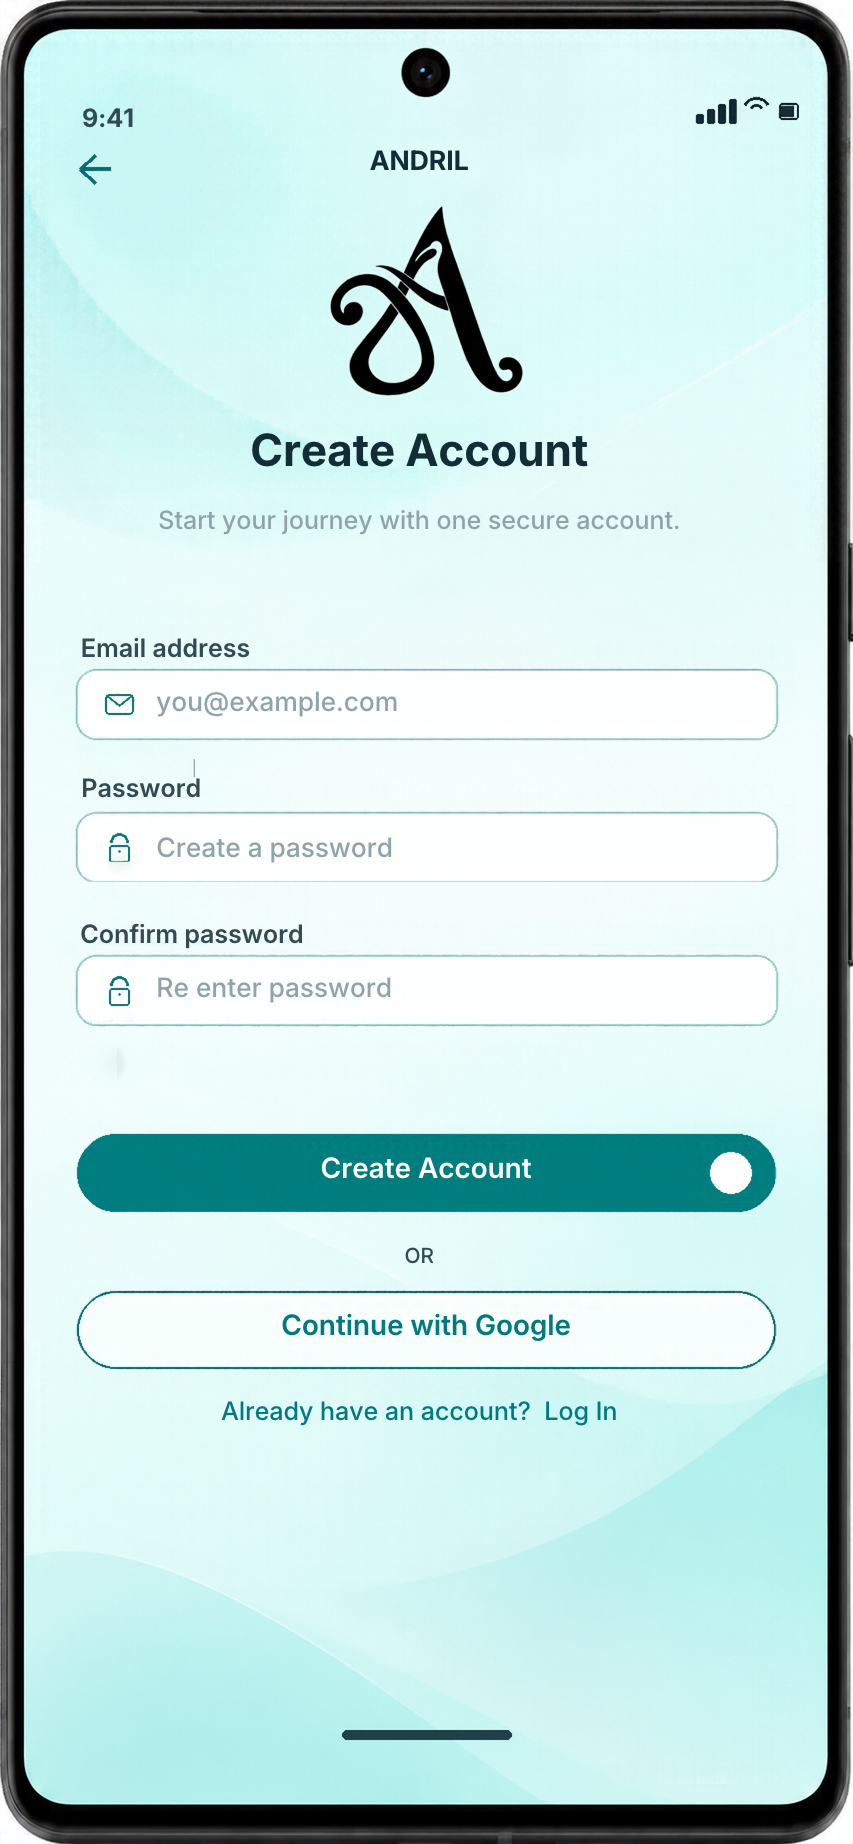 9:41
ANDRIL
Create Account
Start your journey with one secure account.
Email address
you@example.com
Password
Create a password
Confirm password
Re enter password
Create Account
OR
Continue with Google
Already have an account? Log In